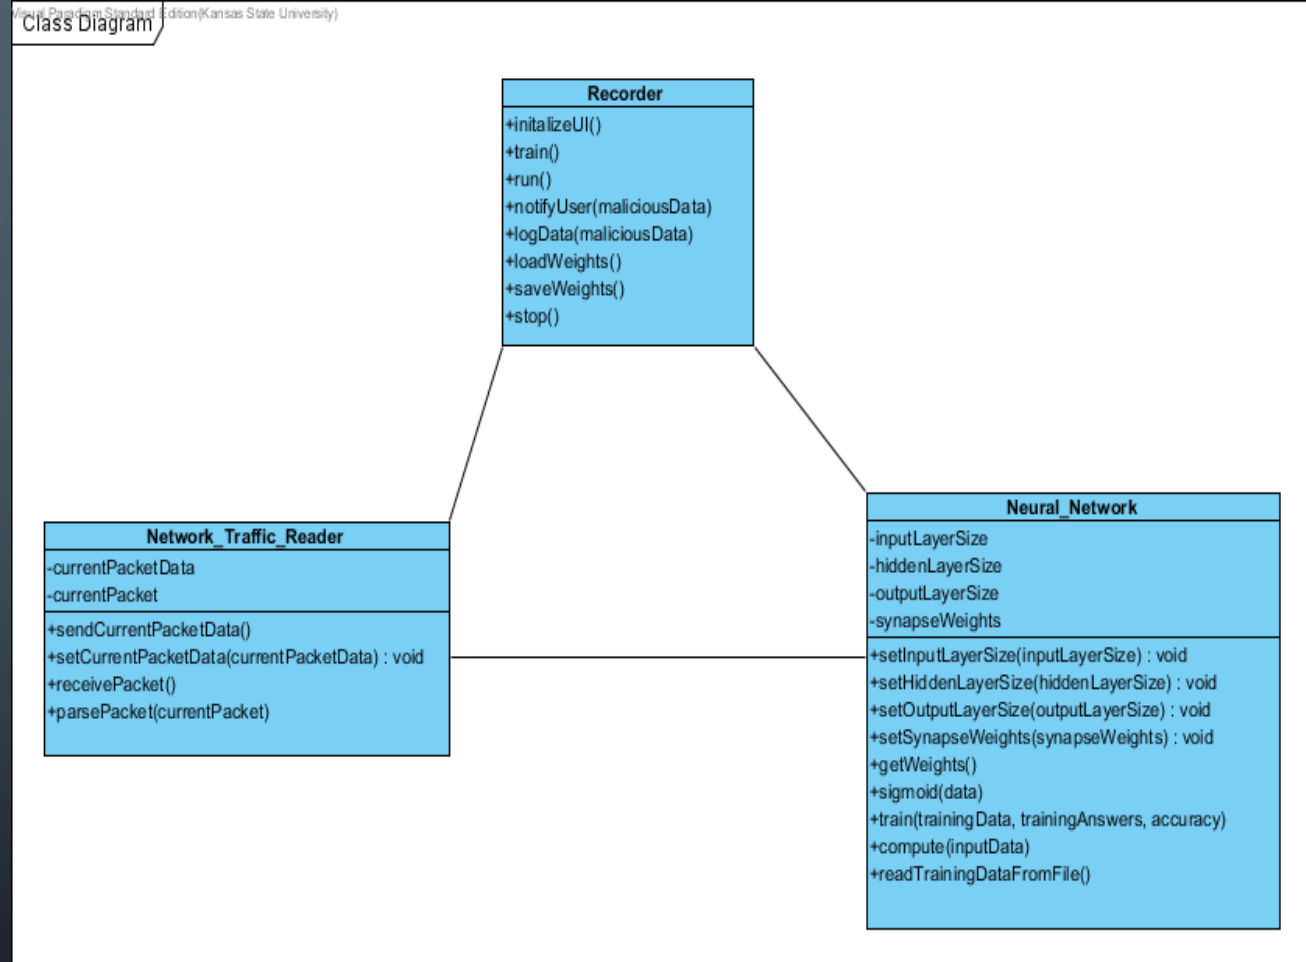 Visual Paradigm Standard Edition(Kansas State University)
Class Diagram
Recorder
+initalizeUI()
+train()
+run()
+notifyUser(maliciousData)
+logData(maliciousData)
+loadWeights()
+saveWeights()
+stop()
Network_Traffic_Reader
-currentPacketData
-currentPacket
+sendCurrentPacketData()
+setCurrentPacketData(currentPacketData) : void
+receivePacket()
+parsePacket(currentPacket)
Neural_Network
-inputLayerSize
-hiddenLayerSize
-outputLayerSize
-synapseWeights
+setInputLayerSize(inputLayerSize) : void
+setHiddenLayerSize(hiddenLayerSize) : void
+setOutputLayerSize(outputLayerSize) : void
+setSynapseWeights(synapseWeights) : void
+getWeights()
+sigmoid(data)
+train(trainingData, trainingAnswers, accuracy)
+compute(inputData)
+readTrainingDataFromFile()